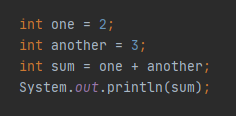 int one = 2;
int another = 3;
int sum = one + another;
System.out.println(sum);